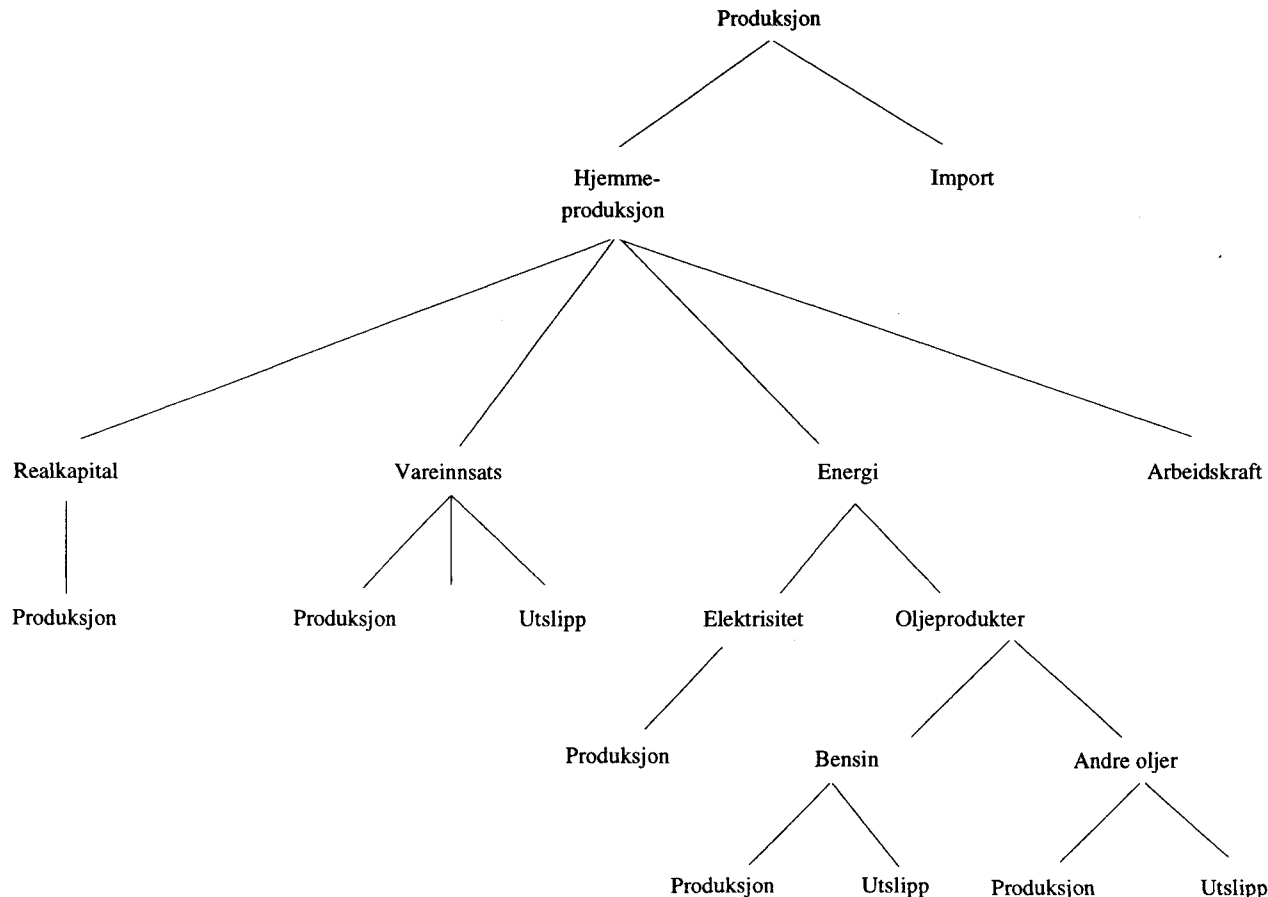 Produksjon
Hjemme-
produksjon
Import
Realkapital
Vareinnsats
Energi
Arbeidskraft
Produksjon
Produksjon
Utslipp
Elektrisitet
Oljeprodukter
Produksjon
Bensin
Andre oljer
Produksjon
Utslipp
Produksjon
Utslipp